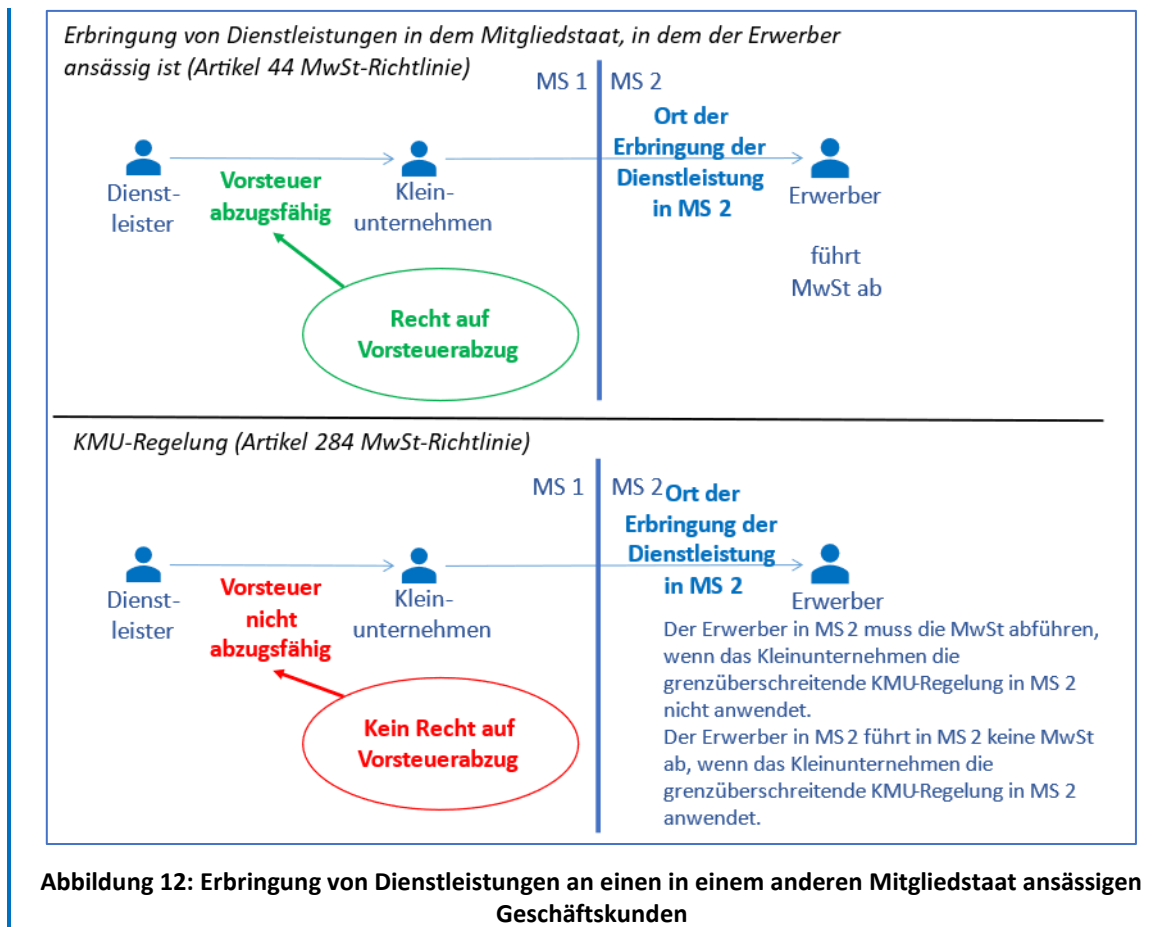 Erbringung von Dienstleistungen in dem Mitgliedstaat, in dem der Erwerber
ansässig ist (Artikel 44 MwSt-Richtlinie)
MS 1
MS 2
Ort der
Erbringung der
Dienstleistung
in MS 2
Dienst-
leister
Vorsteuer
abzugsfähig
Klein-
unternehmen
Erwerber
führt
MwSt ab
Recht auf
Vorsteuerabzug
KMU-Regelung (Artikel 284 MwSt-Richtlinie)
MS 1
MS 2
Ort der
Erbringung der
Dienstleistung
in MS 2
Dienst-
leister
Vorsteuer
nicht
abzugsfähig
Klein-
unternehmen
Erwerber
Der Erwerber in MS 2 muss die MwSt abführen,
wenn das Kleinunternehmen die
grenzüberschreitende KMU-Regelung in MS 2
nicht anwendet.
Der Erwerber in MS 2 führt in MS 2 keine MwSt
ab, wenn das Kleinunternehmen die
grenzüberschreitende KMU-Regelung in MS 2
anwendet.
Kein Recht auf
Vorsteuerabzug
Abbildung 12: Erbringung von Dienstleistungen an einen in einem anderen Mitgliedstaat ansässigen
Geschäftskunden